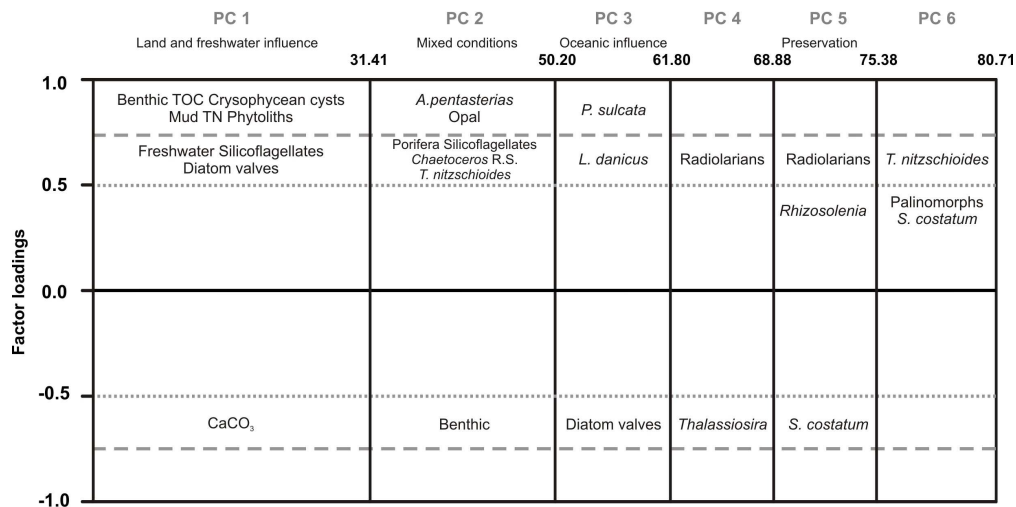 PC 1 PC 2 PC 3 PC 4 PC 5 PC 6
Land and freshwater influence Mixed conditions Oceanic influence Preservation
31.41 50.20 61.80 68.88 75.38 80.71
1.0
Benthic TOC Crysophycean cysts
Mud TN Phytoliths
A.pentasterias
Opal
P. sulcata
Freshwater Silicoflagellates
Diatom valves
Porifera Silicoflagellates
Chaetoceros R.S.
T. nitzschioides
L. danicus
Radiolarians
Radiolarians
T. nitzschioides
0.5
Rhizosolenia
Palinomorphs
S. costatum
Factor loadings
0.0
-0.5
CaCO₃
Benthic
Diatom valves
Thalassiosira
S. costatum
-1.0